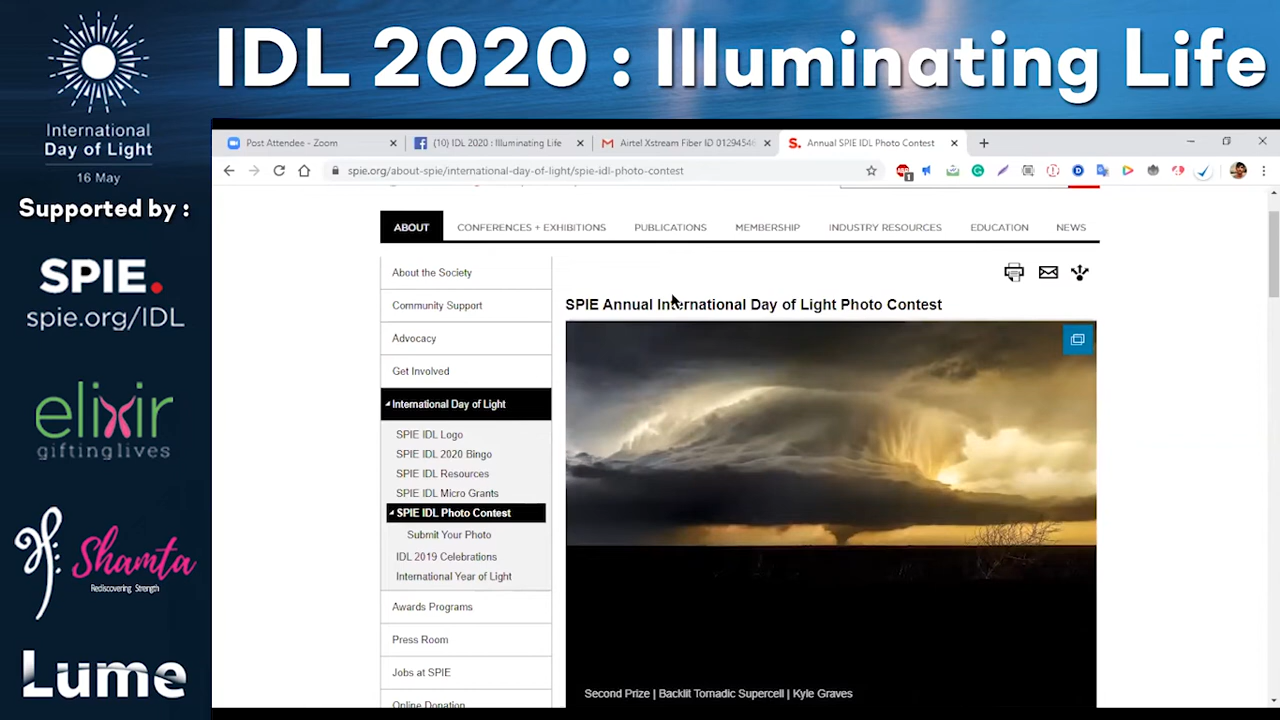 IDL 2020 : Illuminating Life
International
Day of Light
16 May
Supported by :
SPIE.
spie.org/IDL
elixir
giftinglives
Shamta
Rediscovering Strength
Lume
Post Attendee - Zoom
(10) IDL 2020 : Illuminating Life
Airtel Xstream Fiber ID 01294546
Annual SPIE IDL Photo Contest
spie.org/about-spie/international-day-of-light/spie-idl-photo-contest
1
ABOUT
CONFERENCES + EXHIBITIONS
PUBLICATIONS
MEMBERSHIP
INDUSTRY RESOURCES
EDUCATION
NEWS
About the Society
Community Support
Advocacy
Get Involved
International Day of Light
SPIE IDL Logo
SPIE IDL 2020 Bingo
SPIE IDL Resources
SPIE IDL Micro Grants
SPIE IDL Photo Contest
Submit Your Photo
IDL 2019 Celebrations
International Year of Light
Awards Programs
Press Room
Jobs at SPIE
Online Donation
SPIE Annual International Day of Light Photo Contest
Second Prize | Backlit Tornadic Supercell | Kyle Graves